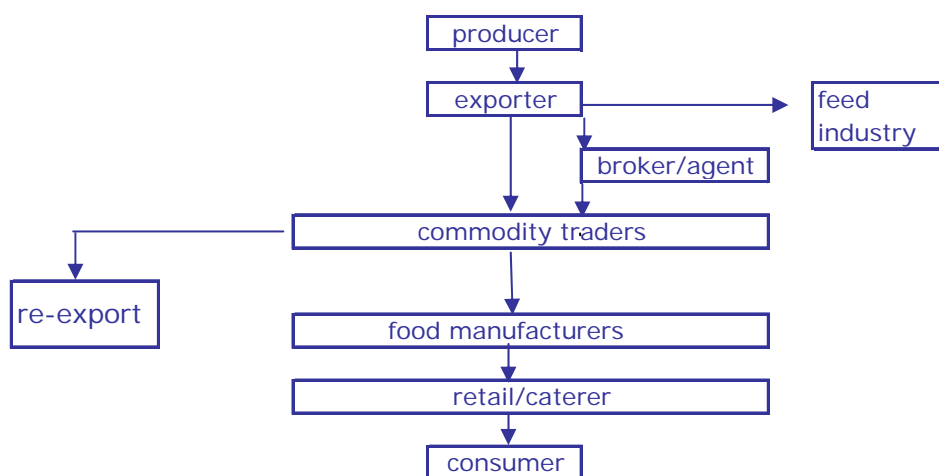 producer
exporter
feed
industry
broker/agent
commodity traders
re-export
food manufacturers
retail/caterer
consumer